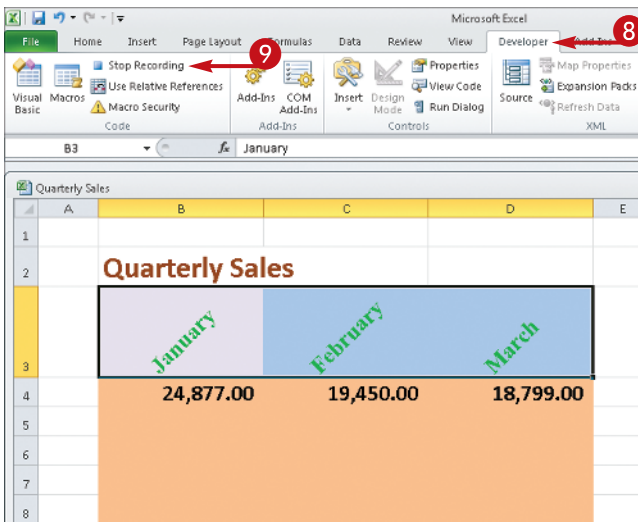 Microsoft Excel
8
File Home Insert Page Layout Formulas Data Review View Developer Add-Ins
9
Stop Recording
Use Relative References
Macro Security
Visual Basic
Macros
Code
Add-Ins
COM Add-Ins
Add-Ins
Insert
Design Mode
Properties
View Code
Run Dialog
Controls
Source
Map Properties
Expansion Packs
Refresh Data
XML
B3 fx January
Quarterly Sales
A B C D E
1
2 Quarterly Sales
3 January February March
4 24,877.00 19,450.00 18,799.00
5
6
7
8